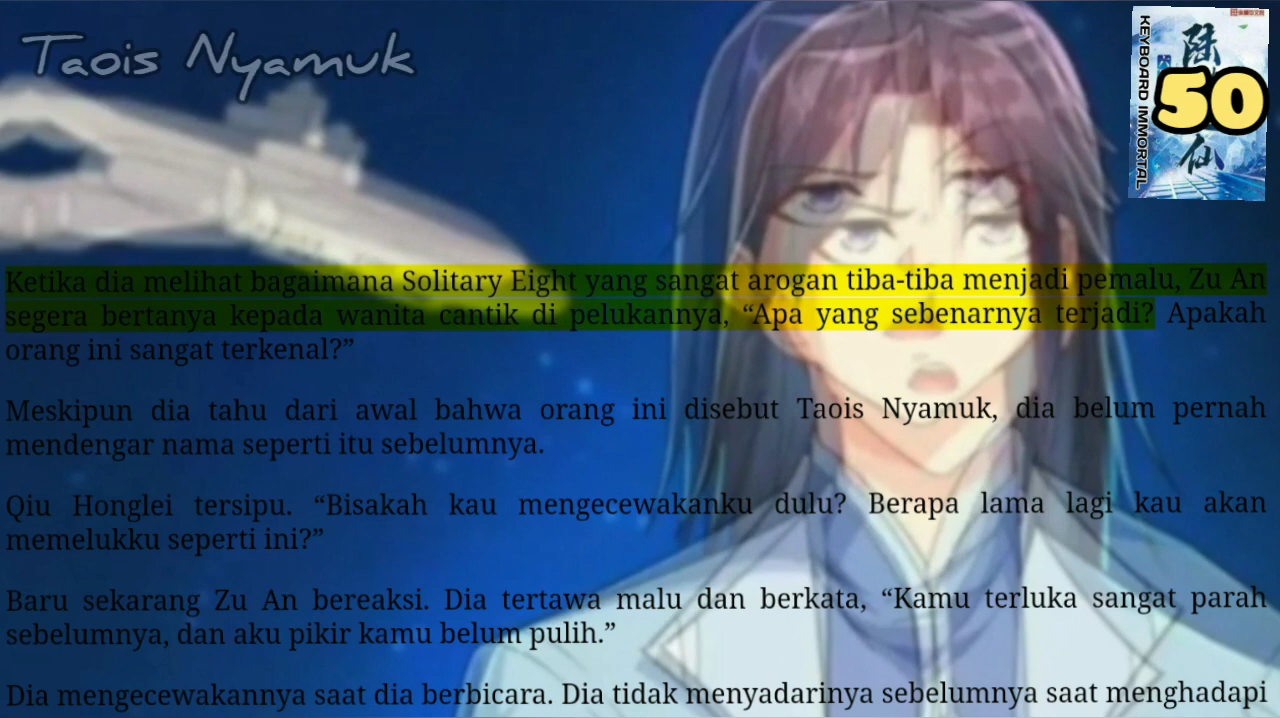 Taois Nyamuk
KEYBOARD IMMORTAL
陆
仙
50
Ketika dia melihat bagaimana Solitary Eight yang sangat arogan tiba-tiba menjadi pemalu, Zu An
segera bertanya kepada wanita cantik di pelukannya, “Apa yang sebenarnya terjadi? Apakah
orang ini sangat terkenal?”
Meskipun dia tahu dari awal bahwa orang ini disebut Taois Nyamuk, dia belum pernah
mendengar nama seperti itu sebelumnya.
Qiu Honglei tersipu. “Bisakah kau mengecewakanku dulu? Berapa lama lagi kau akan
memelukku seperti ini?”
Baru sekarang Zu An bereaksi. Dia tertawa malu dan berkata, “Kamu terluka sangat parah
sebelumnya, dan aku pikir kamu belum pulih.”
Dia mengecewakannya saat dia berbicara. Dia tidak menyadarinya sebelumnya saat menghadapi